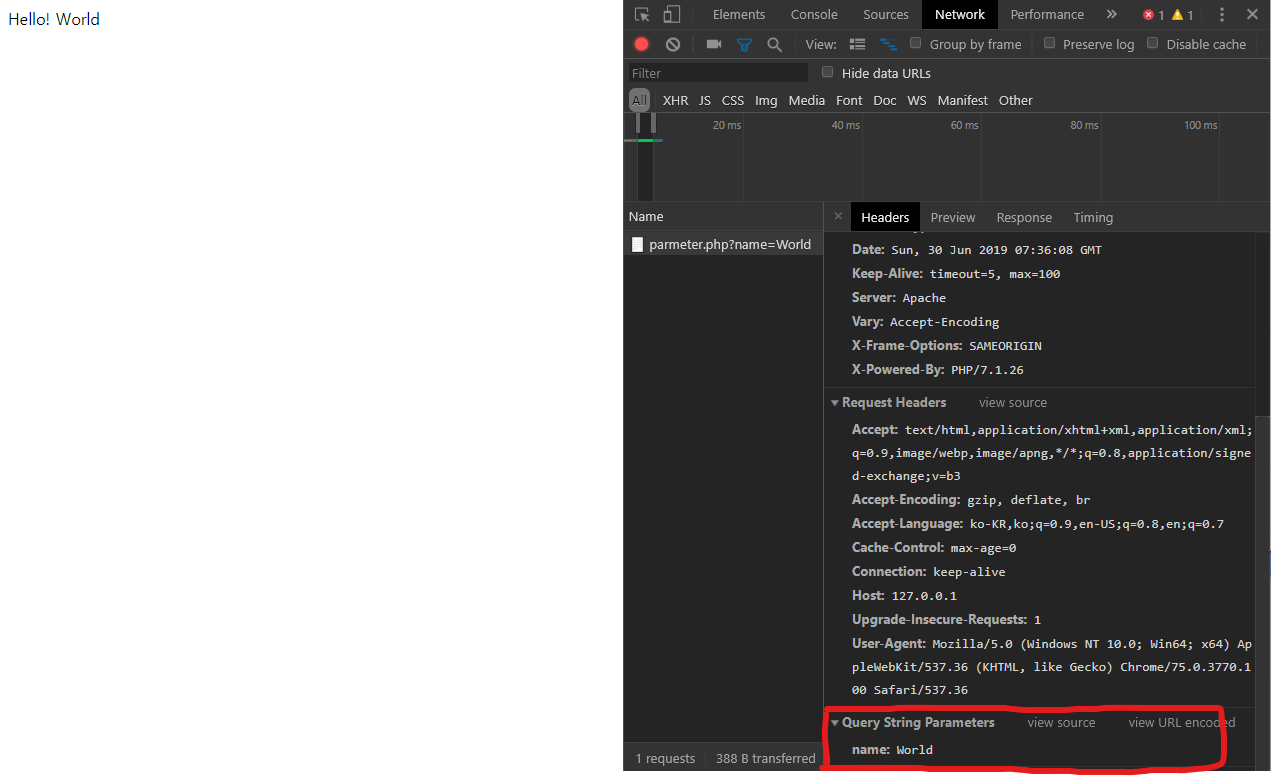 Hello! World
Elements Console Sources Network Performance » 1 1
View: Group by frame Preserve log Disable cache
Filter Hide data URLs
All XHR JS CSS Img Media Font Doc WS Manifest Other
20 ms 40 ms 60 ms 80 ms 100 ms
Name
parmeter.php?name=World
1 requests 388 B transferred
Headers Preview Response Timing
Date: Sun, 30 Jun 2019 07:36:08 GMT
Keep-Alive: timeout=5, max=100
Server: Apache
Vary: Accept-Encoding
X-Frame-Options: SAMEORIGIN
X-Powered-By: PHP/7.1.26
Request Headers view source
Accept: text/html,application/xhtml+xml,application/xml;
q=0.9,image/webp,image/apng,*/*;q=0.8,application/signe
d-exchange;v=b3
Accept-Encoding: gzip, deflate, br
Accept-Language: ko-KR,ko;q=0.9,en-US;q=0.8,en;q=0.7
Cache-Control: max-age=0
Connection: keep-alive
Host: 127.0.0.1
Upgrade-Insecure-Requests: 1
User-Agent: Mozilla/5.0 (Windows NT 10.0; Win64; x64) Ap
pleWebKit/537.36 (KHTML, like Gecko) Chrome/75.0.3770.1
00 Safari/537.36
Query String Parameters view source view URL encoded
name: World